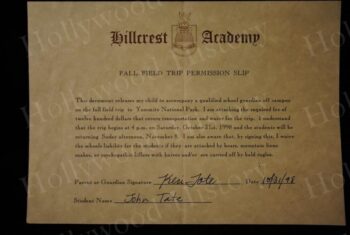 Hillcrest Academy
FALL FIELD TRIP PERMISSION SLIP
This document releases my child to accompany a qualified school guardian off campus
on the fall field trip to Yosemite National Park. I am attaching the required fee of
twelve hundred dollars that covers transportation and waiver for the trip. I understand
that the trip begins at 4 p.m. on Saturday, October 31st, 1998 and the students will be
returning Sunday afternoon, November 8. I am also aware that, by signing this, I waive
the schools liability for the students if they are attacked by bears, mountain lions
snakes, or psychopathic killers with knives and/or are carried off by bald eagles.
Parent or Guardian Signature Keri Tate Date 10/31/98
Student Name John Tate